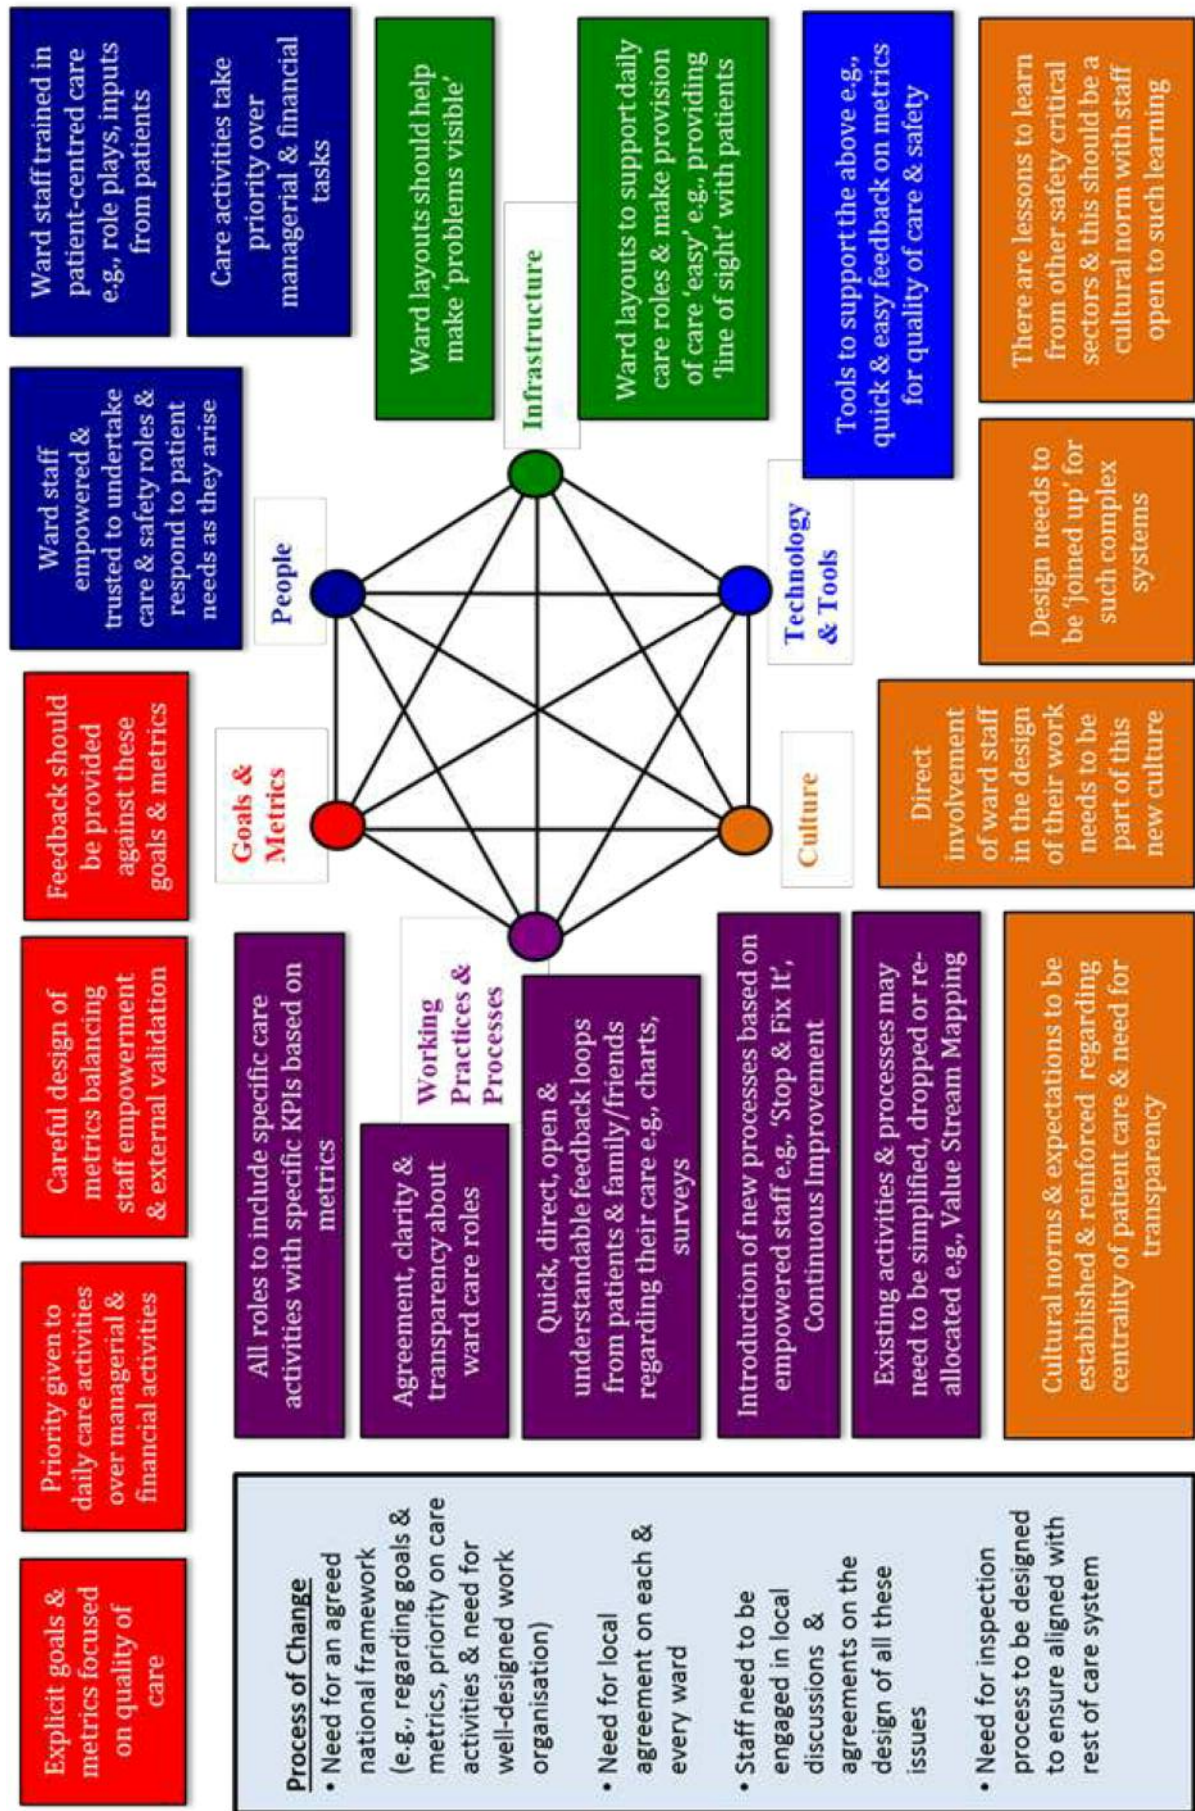 Explicit goals &
metrics focused
on quality of
care
Priority given to
daily care activities
over managerial &
financial activities
Careful design of
metrics balancing
staff empowerment
& external validation
Feedback should
be provided
against these
goals & metrics
Ward staff
empowered &
trusted to undertake
care & safety roles &
respond to patient
needs as they arise
Ward staff trained in
patient-centred care
e.g., role plays, inputs
from patients
Care activities take
priority over
managerial & financial
tasks
Process of Change
• Need for an agreed
national framework
(e.g., regarding goals &
metrics, priority on care
activities & need for
well-designed work
organisation)
• Need for local
agreement on each &
every ward
• Staff need to be
engaged in local
discussions &
agreements on the
design of all these
issues
• Need for inspection
process to be designed
to ensure aligned with
rest of care system
All roles to include specific care
activities with specific KPIs based on
metrics
Agreement, clarity &
transparency about
ward care roles
Quick, direct, open &
understandable feedback loops
from patients & family/friends
regarding their care e.g., charts,
surveys
Introduction of new processes based on
empowered staff e.g., ‘Stop & Fix It’,
Continuous Improvement
Existing activities & processes may
need to be simplified, dropped or re-
allocated e.g., Value Stream Mapping
Goals &
Metrics
People
Working
Practices &
Processes
Infrastructure
Culture
Technology
& Tools
Ward layouts should help
make ‘problems visible’
Ward layouts to support daily
care roles & make provision
of care ‘easy’ e.g., providing
‘line of sight’ with patients
Tools to support the above e.g.,
quick & easy feedback on metrics
for quality of care & safety
Cultural norms & expectations to be
established & reinforced regarding
centrality of patient care & need for
transparency
Direct
involvement
of ward staff
in the design
of their work
needs to be
part of this
new culture
Design needs to
be ‘joined up’ for
such complex
systems
There are lessons to learn
from other safety critical
sectors & this should be a
cultural norm with staff
open to such learning